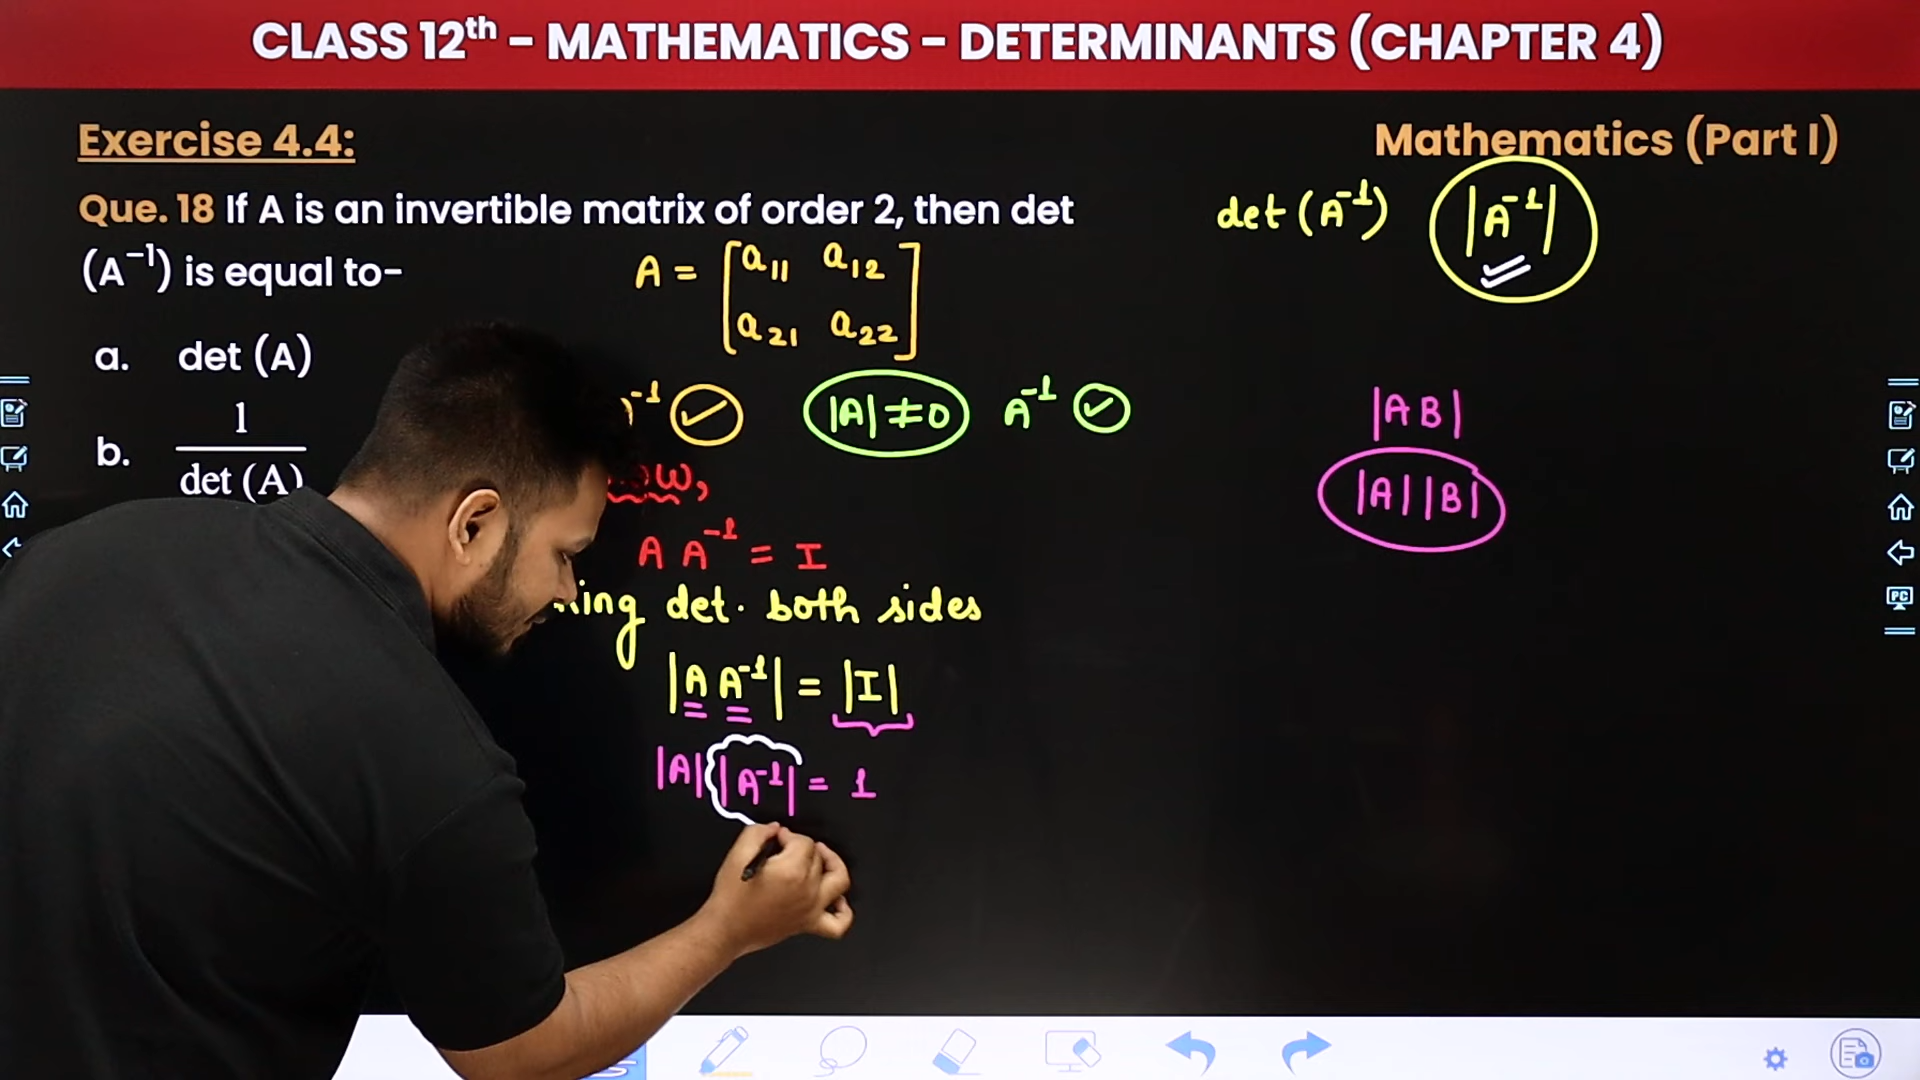 CLASS 12th - MATHEMATICS - DETERMINANTS (CHAPTER 4)
Exercise 4.4:
Mathematics (Part I)
Que. 18 If A is an invertible matrix of order 2, then det
(A⁻¹) is equal to-
det (A⁻¹) |A⁻¹|
A = [a₁₁ a₁₂
a₂₁ a₂₂]
a. det (A)
b. 1
det (A)
⁻¹ |A| ≠ 0 A⁻¹
|A B|
|A| |B|
A A⁻¹ = I
det. both sides
|A A⁻¹| = |I|
|A| |A⁻¹| = 1
PC